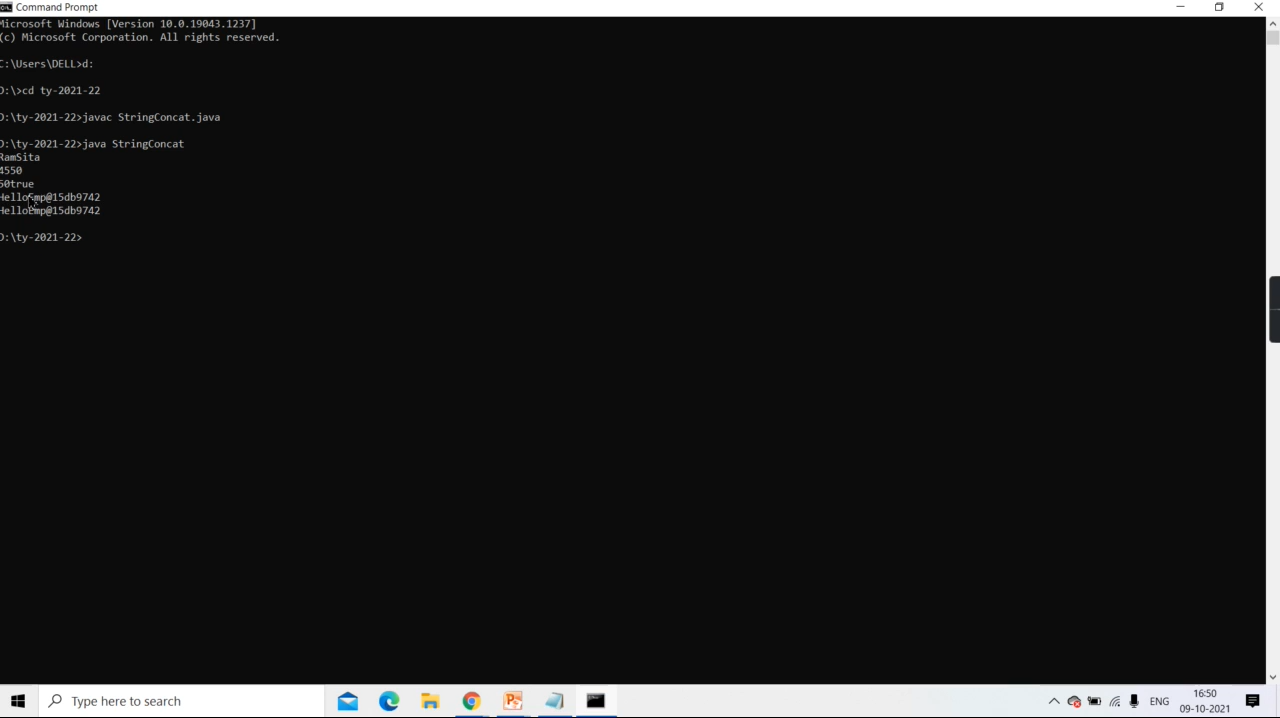 Command Prompt
Microsoft Windows [Version 10.0.19043.1237]
(c) Microsoft Corporation. All rights reserved.
C:\Users\DELL>d:
D:\>cd ty-2021-22
D:\ty-2021-22>javac StringConcat.java
D:\ty-2021-22>java StringConcat
RamSita
4550
50true
HelloEmp@15db9742
HelloEmp@15db9742
D:\ty-2021-22>
Type here to search
ENG
16:50
09-10-2021